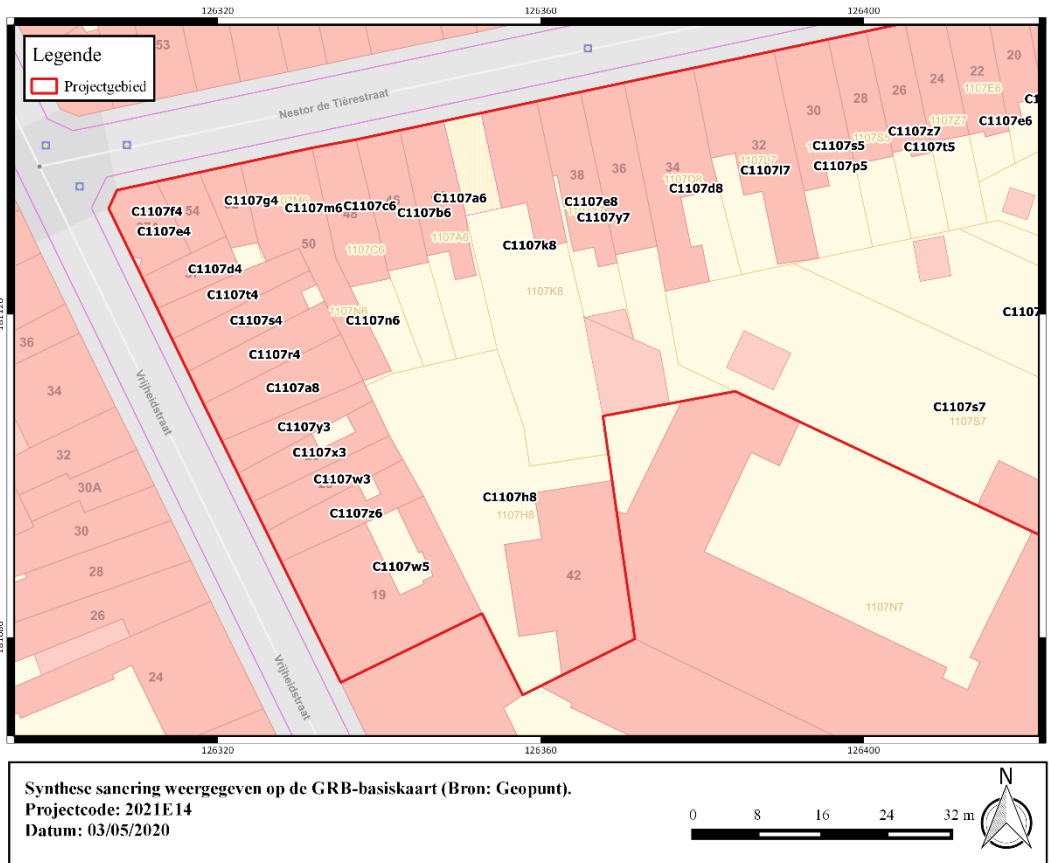 126320
126360
126400
Legende
Projectgebied
53
Nestor de Tièrestraat
20
22
24
26
28
30
32
34
36
38
1107E6
C1107e6
1107Z7
C1107z7
C1107t5
1107S5
C1107s5
C1107p5
C1107l7
1107D8
C1107d8
C1107e8
C1107y7
C1107a6
C1107b6
1107A6
C1107c6
48
1107C6
C1107m6
C1107g4
54
C1107f4
C1107e4
50
C1107k8
1107K8
C1107d4
C1107t4
1107N6
C1107n6
C1107s4
C1107
C1107r4
C1107a8
C1107s7
1107S7
C1107y3
C1107x3
C1107w3
C1107z6
C1107h8
1107H8
C1107w5
19
42
1107N7
36
34
32
30A
30
28
26
24
Vrijheidstraat
Vrijheidstraat
126320
126360
126400
Synthese sanering weergegeven op de GRB-basiskaart (Bron: Geopunt).
Projectcode: 2021E14
Datum: 03/05/2020
0 8 16 24 32 m
N